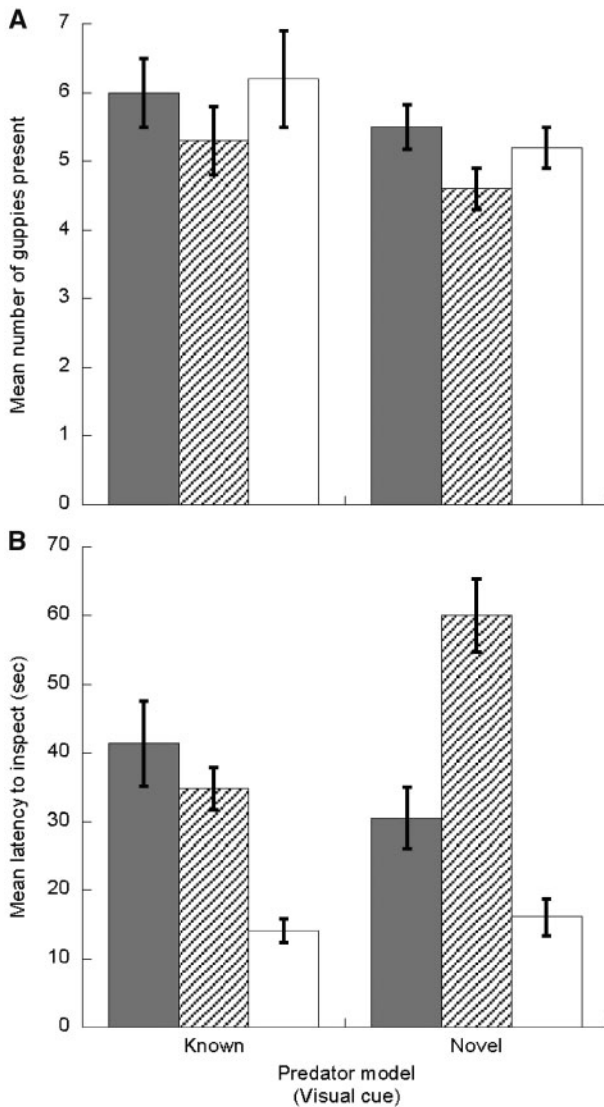 A
7
6
5
4
3
2
1
0
Mean number of guppies present
B
70
60
50
40
30
20
10
0
Mean latency to inspect (sec)
Known
Novel
Predator model
(Visual cue)